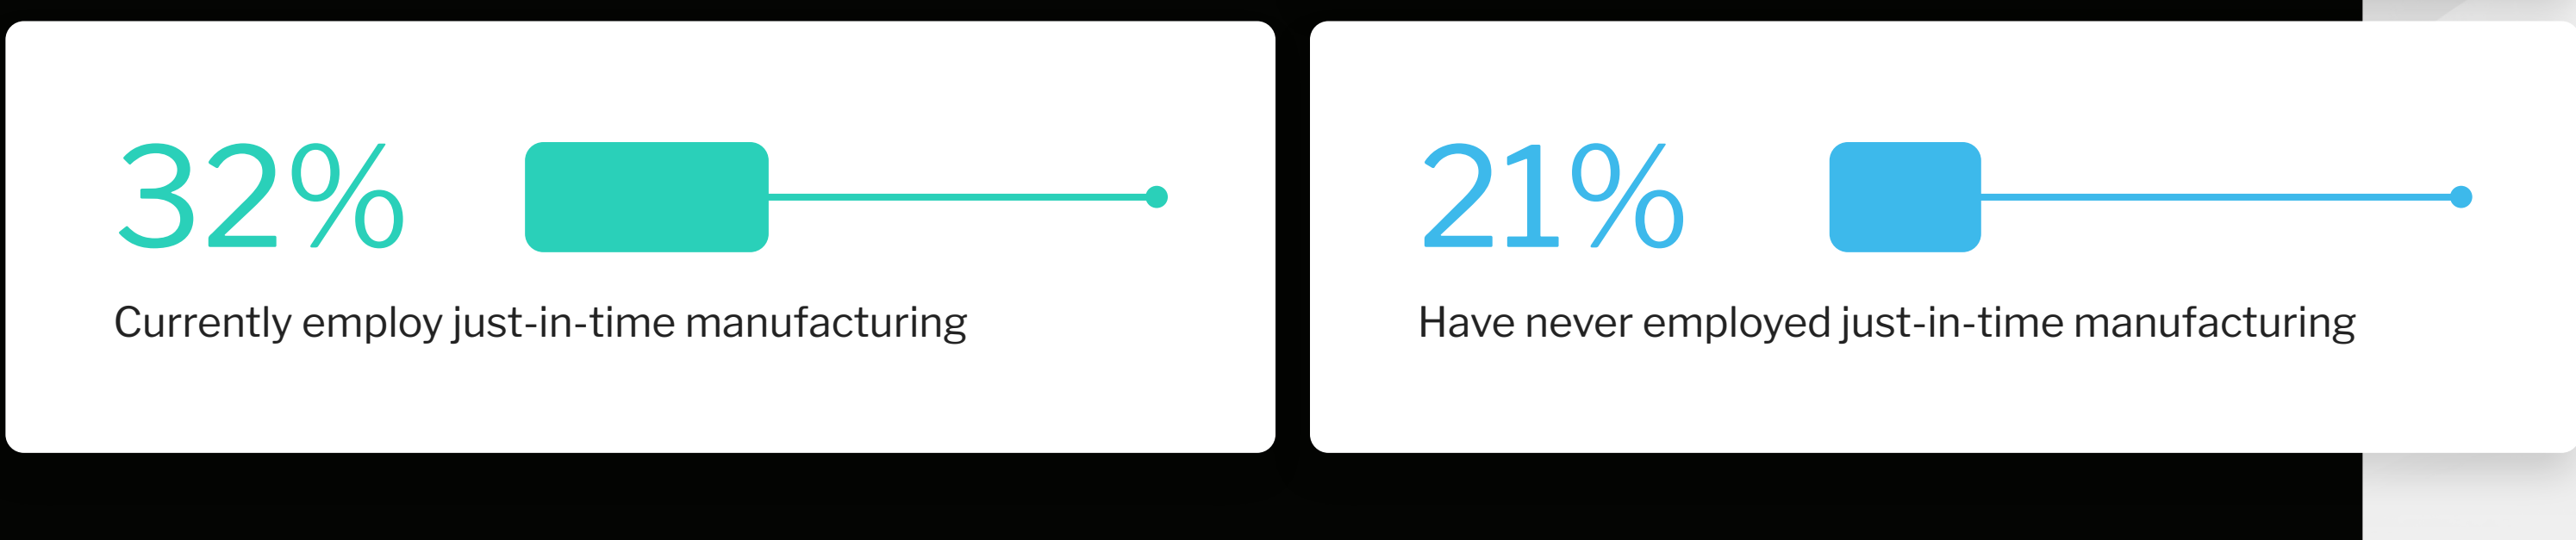 32%
Currently employ just-in-time manufacturing
21%
Have never employed just-in-time manufacturing